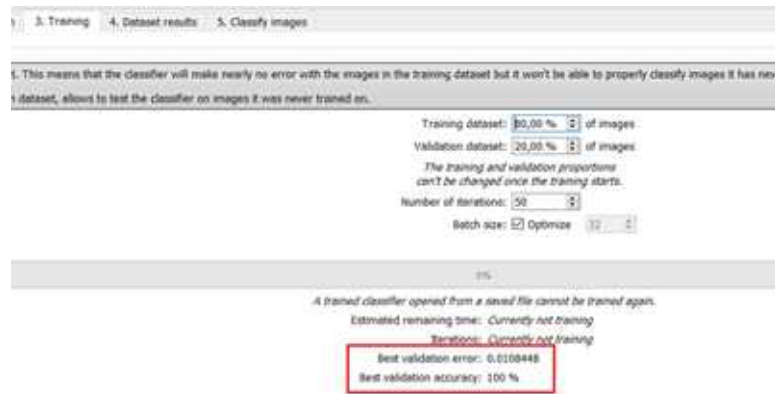 3. Training 4. Dataset results 5. Classify images
. This means that the classifier will make nearly no error with the images in the training dataset but it won't be able to properly classify images it has
dataset, allows to test the classifier on images it was never trained on.
Training dataset: 80,00 % of images
Validation dataset: 20,00 % of images
The training and validation proportions
can't be changed once the training starts.
Number of iterations: 50
Batch size: Optimize 32
0%
A trained classifier opened from a saved file cannot be trained again.
Estimated remaining time: Currently not training
Iterations: Currently not training
Best validation error: 0.0108448
Best validation accuracy: 100 %